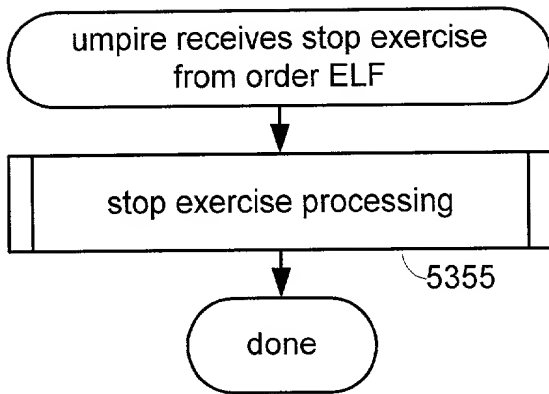 umpire receives stop exercise
from order ELF
stop exercise processing
5355
done